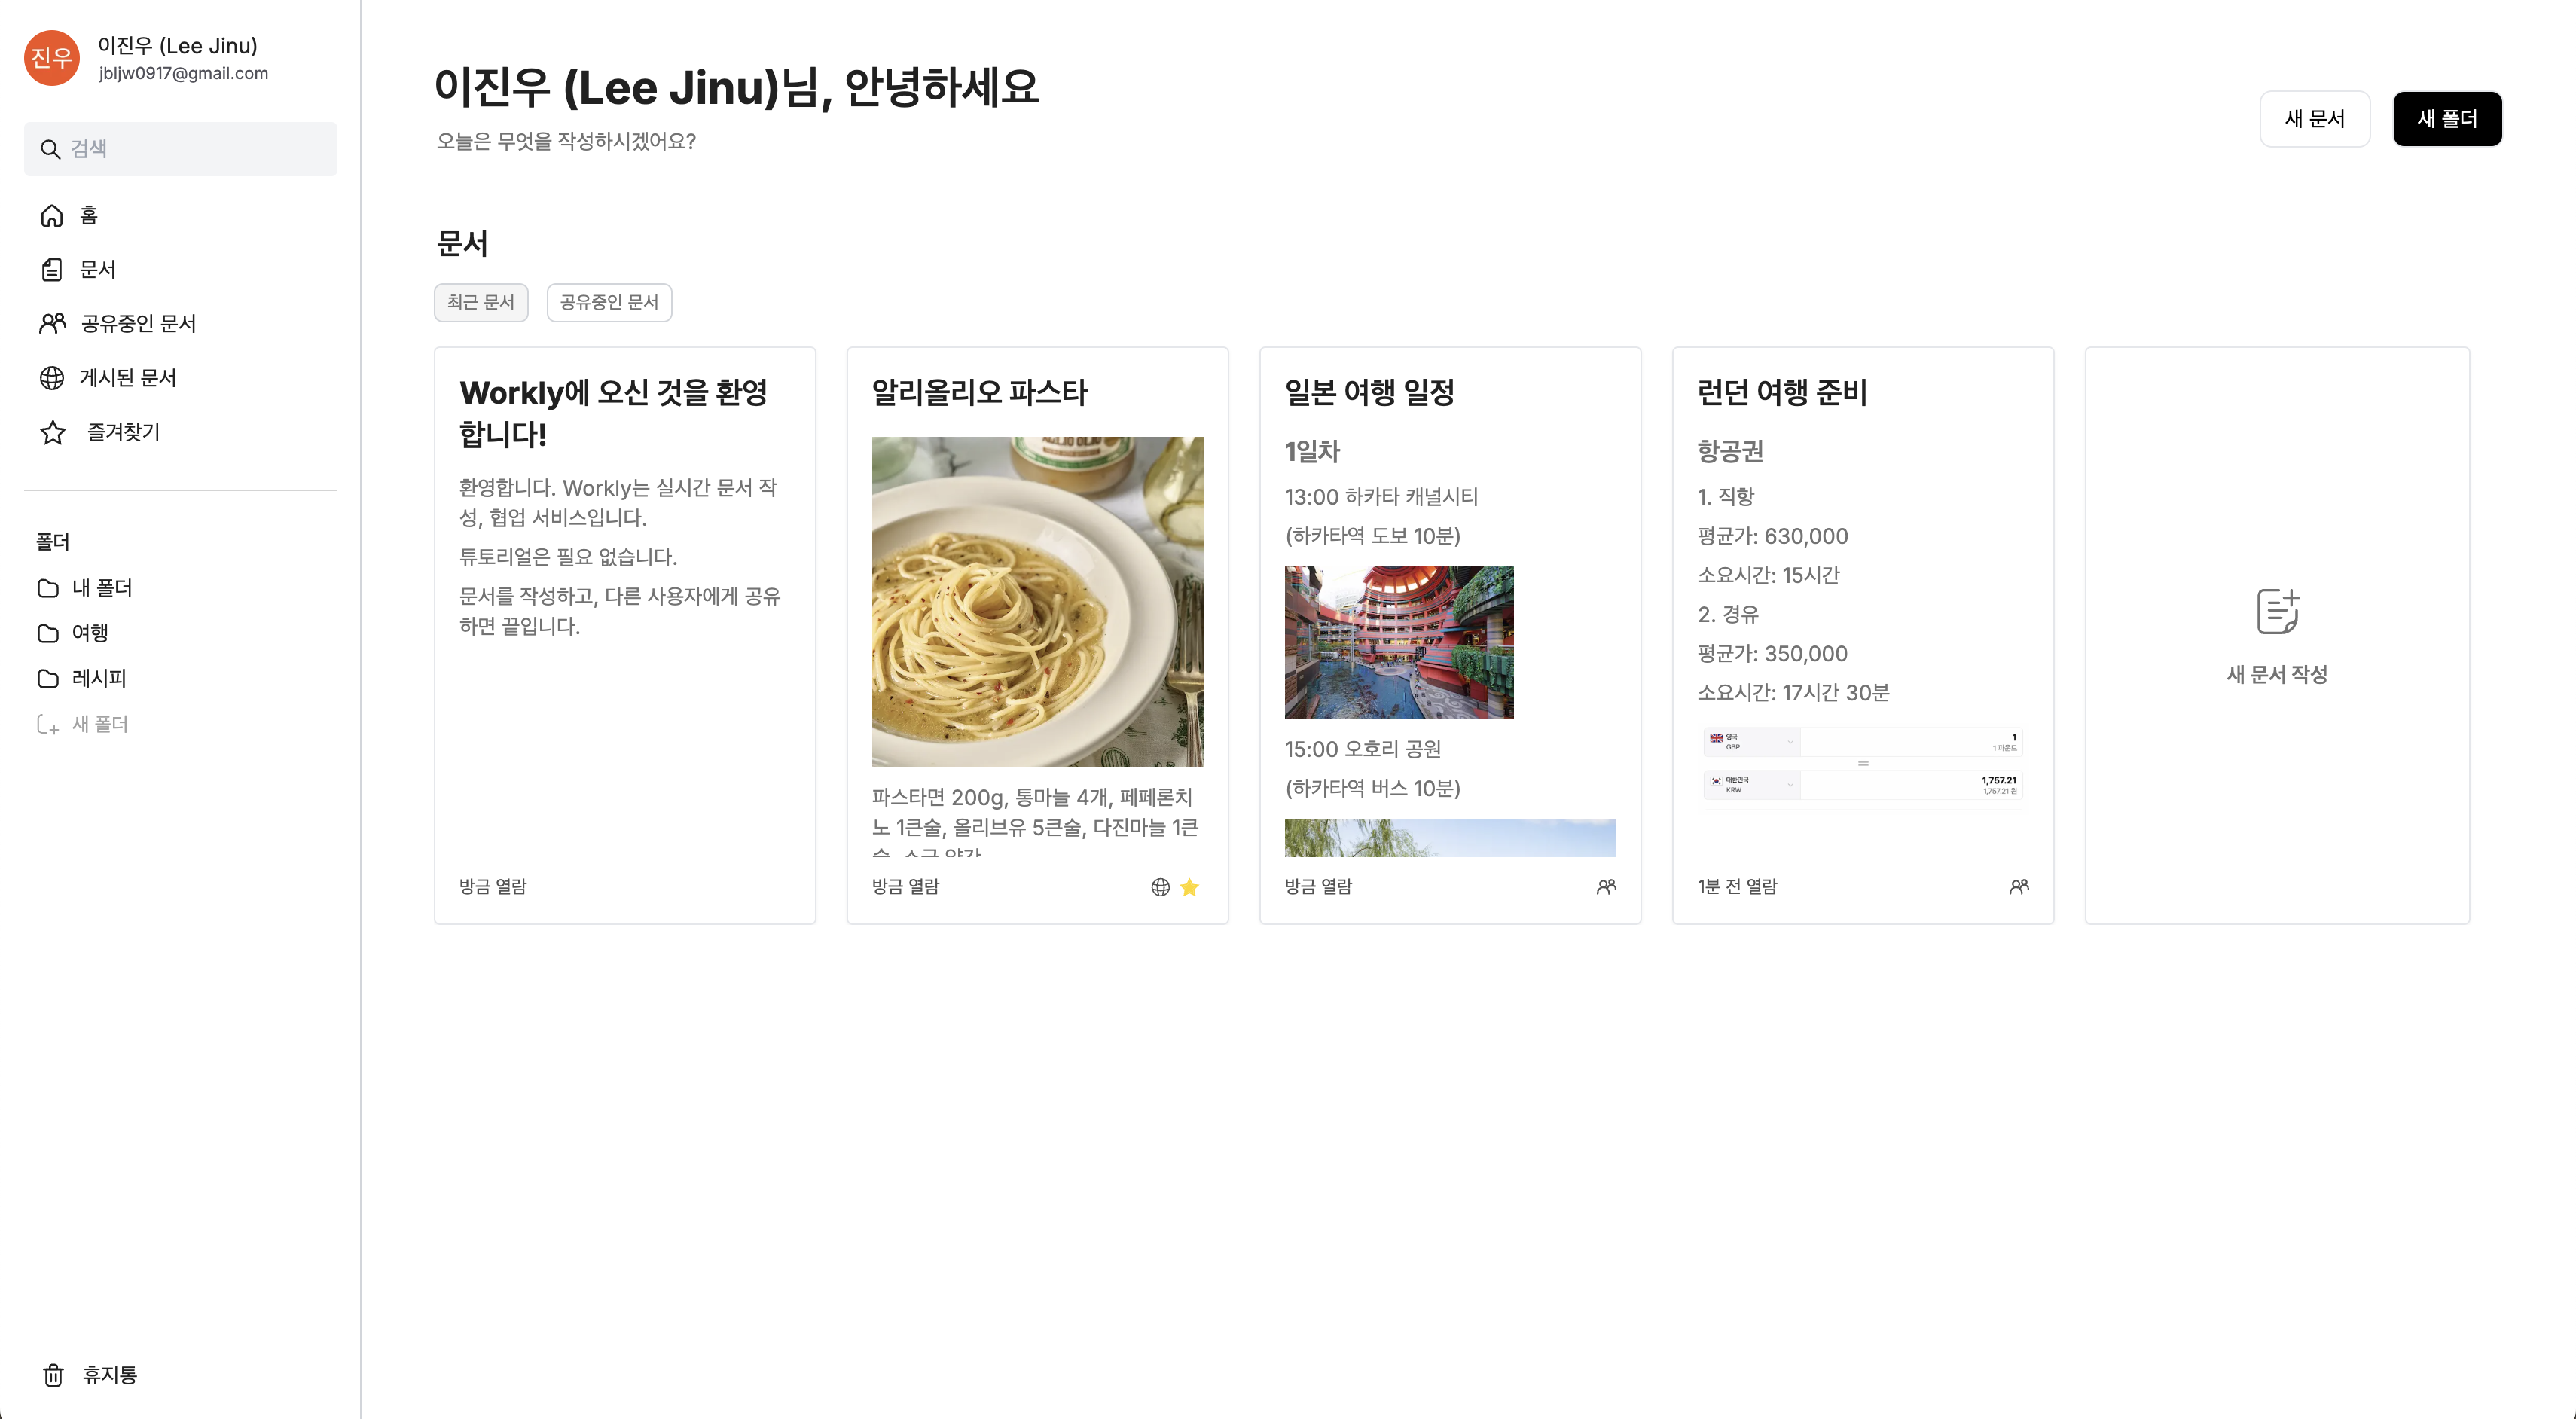 진우
이진우 (Lee Jinu)
jbljw0917@gmail.com
검색
홈
문서
공유중인 문서
게시된 문서
즐겨찾기
폴더
내 폴더
여행
레시피
새 폴더
휴지통
이진우 (Lee Jinu)님, 안녕하세요
오늘은 무엇을 작성하시겠어요?
새 문서
새 폴더
문서
최근 문서
공유중인 문서
Workly에 오신 것을 환영
합니다!
환영합니다. Workly는 실시간 문서 작
성, 협업 서비스입니다.
튜토리얼은 필요 없습니다.
문서를 작성하고, 다른 사용자에게 공유
하면 끝입니다.
방금 열람
알리올리오 파스타
파스타면 200g, 통마늘 4개, 페페론치
노 1큰술, 올리브유 5큰술, 다진마늘 1큰
방금 열람
일본 여행 일정
1일차
13:00 하카타 캐널시티
(하카타역 도보 10분)
15:00 오호리 공원
(하카타역 버스 10분)
방금 열람
런던 여행 준비
항공권
1. 직항
평균가: 630,000
소요시간: 15시간
2. 경유
평균가: 350,000
소요시간: 17시간 30분
영국
GBP
1
1 파운드
=
대한민국
KRW
1,757.21
1,757.21 원
1분 전 열람
새 문서 작성